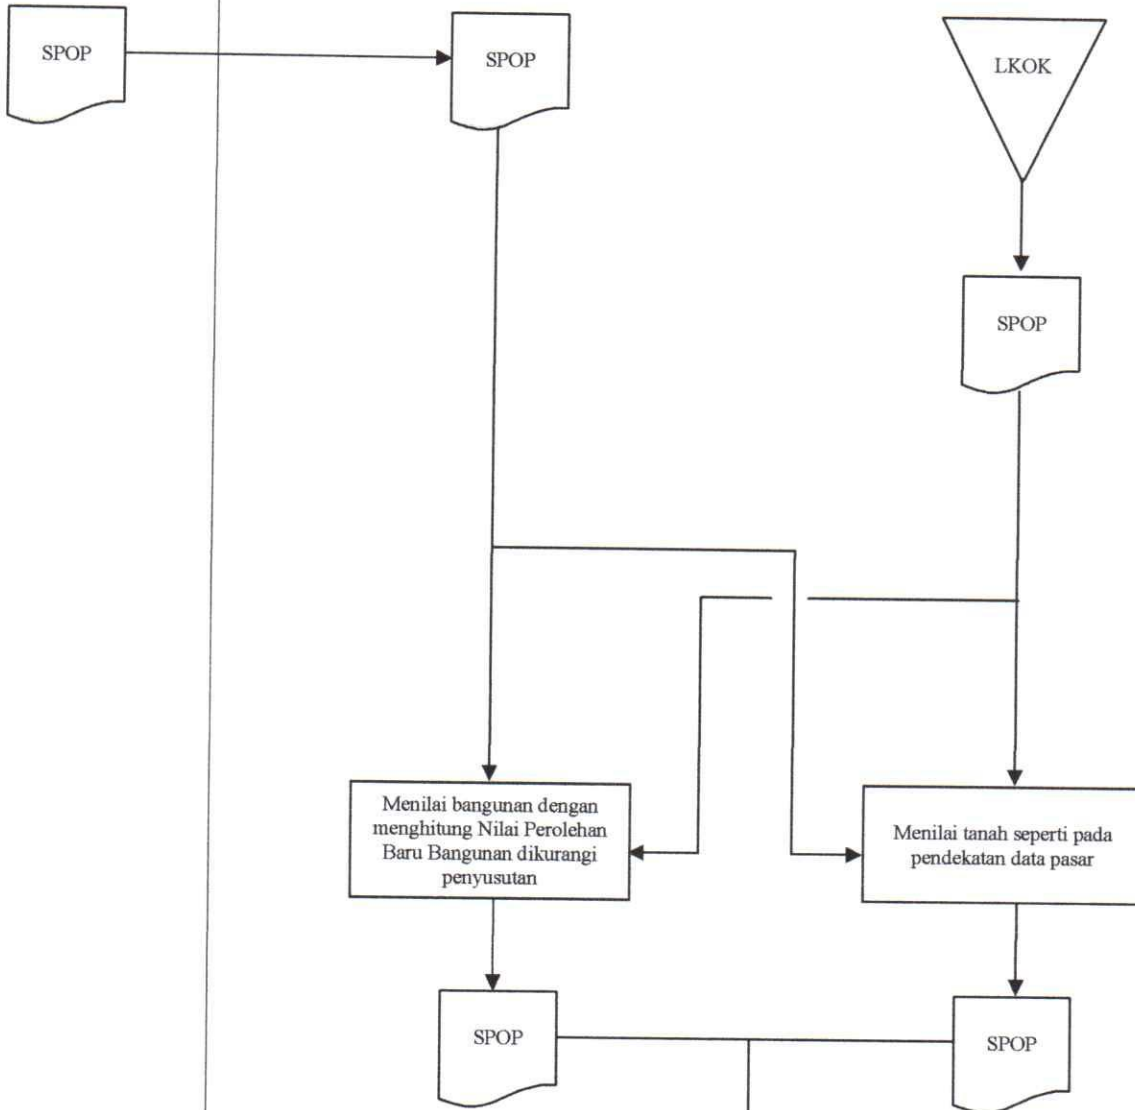 SPOP
SPOP
LKOK
SPOP
Menilai bangunan dengan
menghitung Nilai Perolehan
Baru Bangunan dikurangi
penyusutan
Menilai tanah seperti pada
pendekatan data pasar
SPOP
SPOP